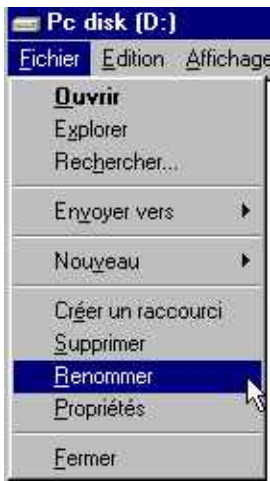 Pc disk (D:)
Fichier Edition Affichage
Ouvrir
Explorer
Rechercher...
Envoyer vers
Nouveau
Créer un raccourci
Supprimer
Renommer
Propriétés
Fermer